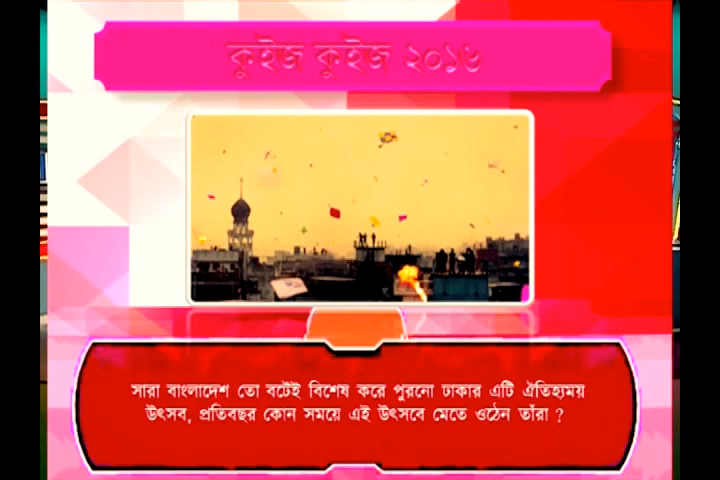 কুইজ কুইজ ২০১৬
সারা বাংলাদেশ তো বটেই বিশেষ করে পুরনো ঢাকার এটি ঐতিহ্যময়
উৎসব, প্রতিবছর কোন সময়ে এই উৎসবে মেতে ওঠেন তাঁরা ?